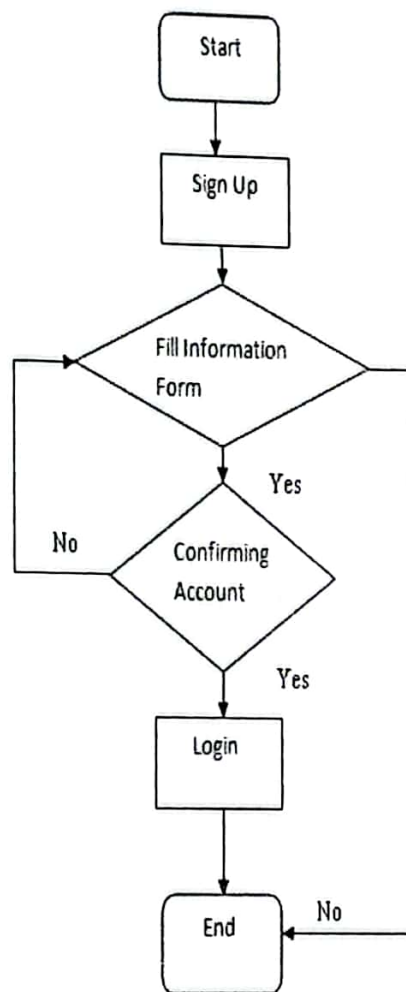 Start
Sign Up
Fill Information
Form
Yes
No
Confirming
Account
Yes
Login
End
No